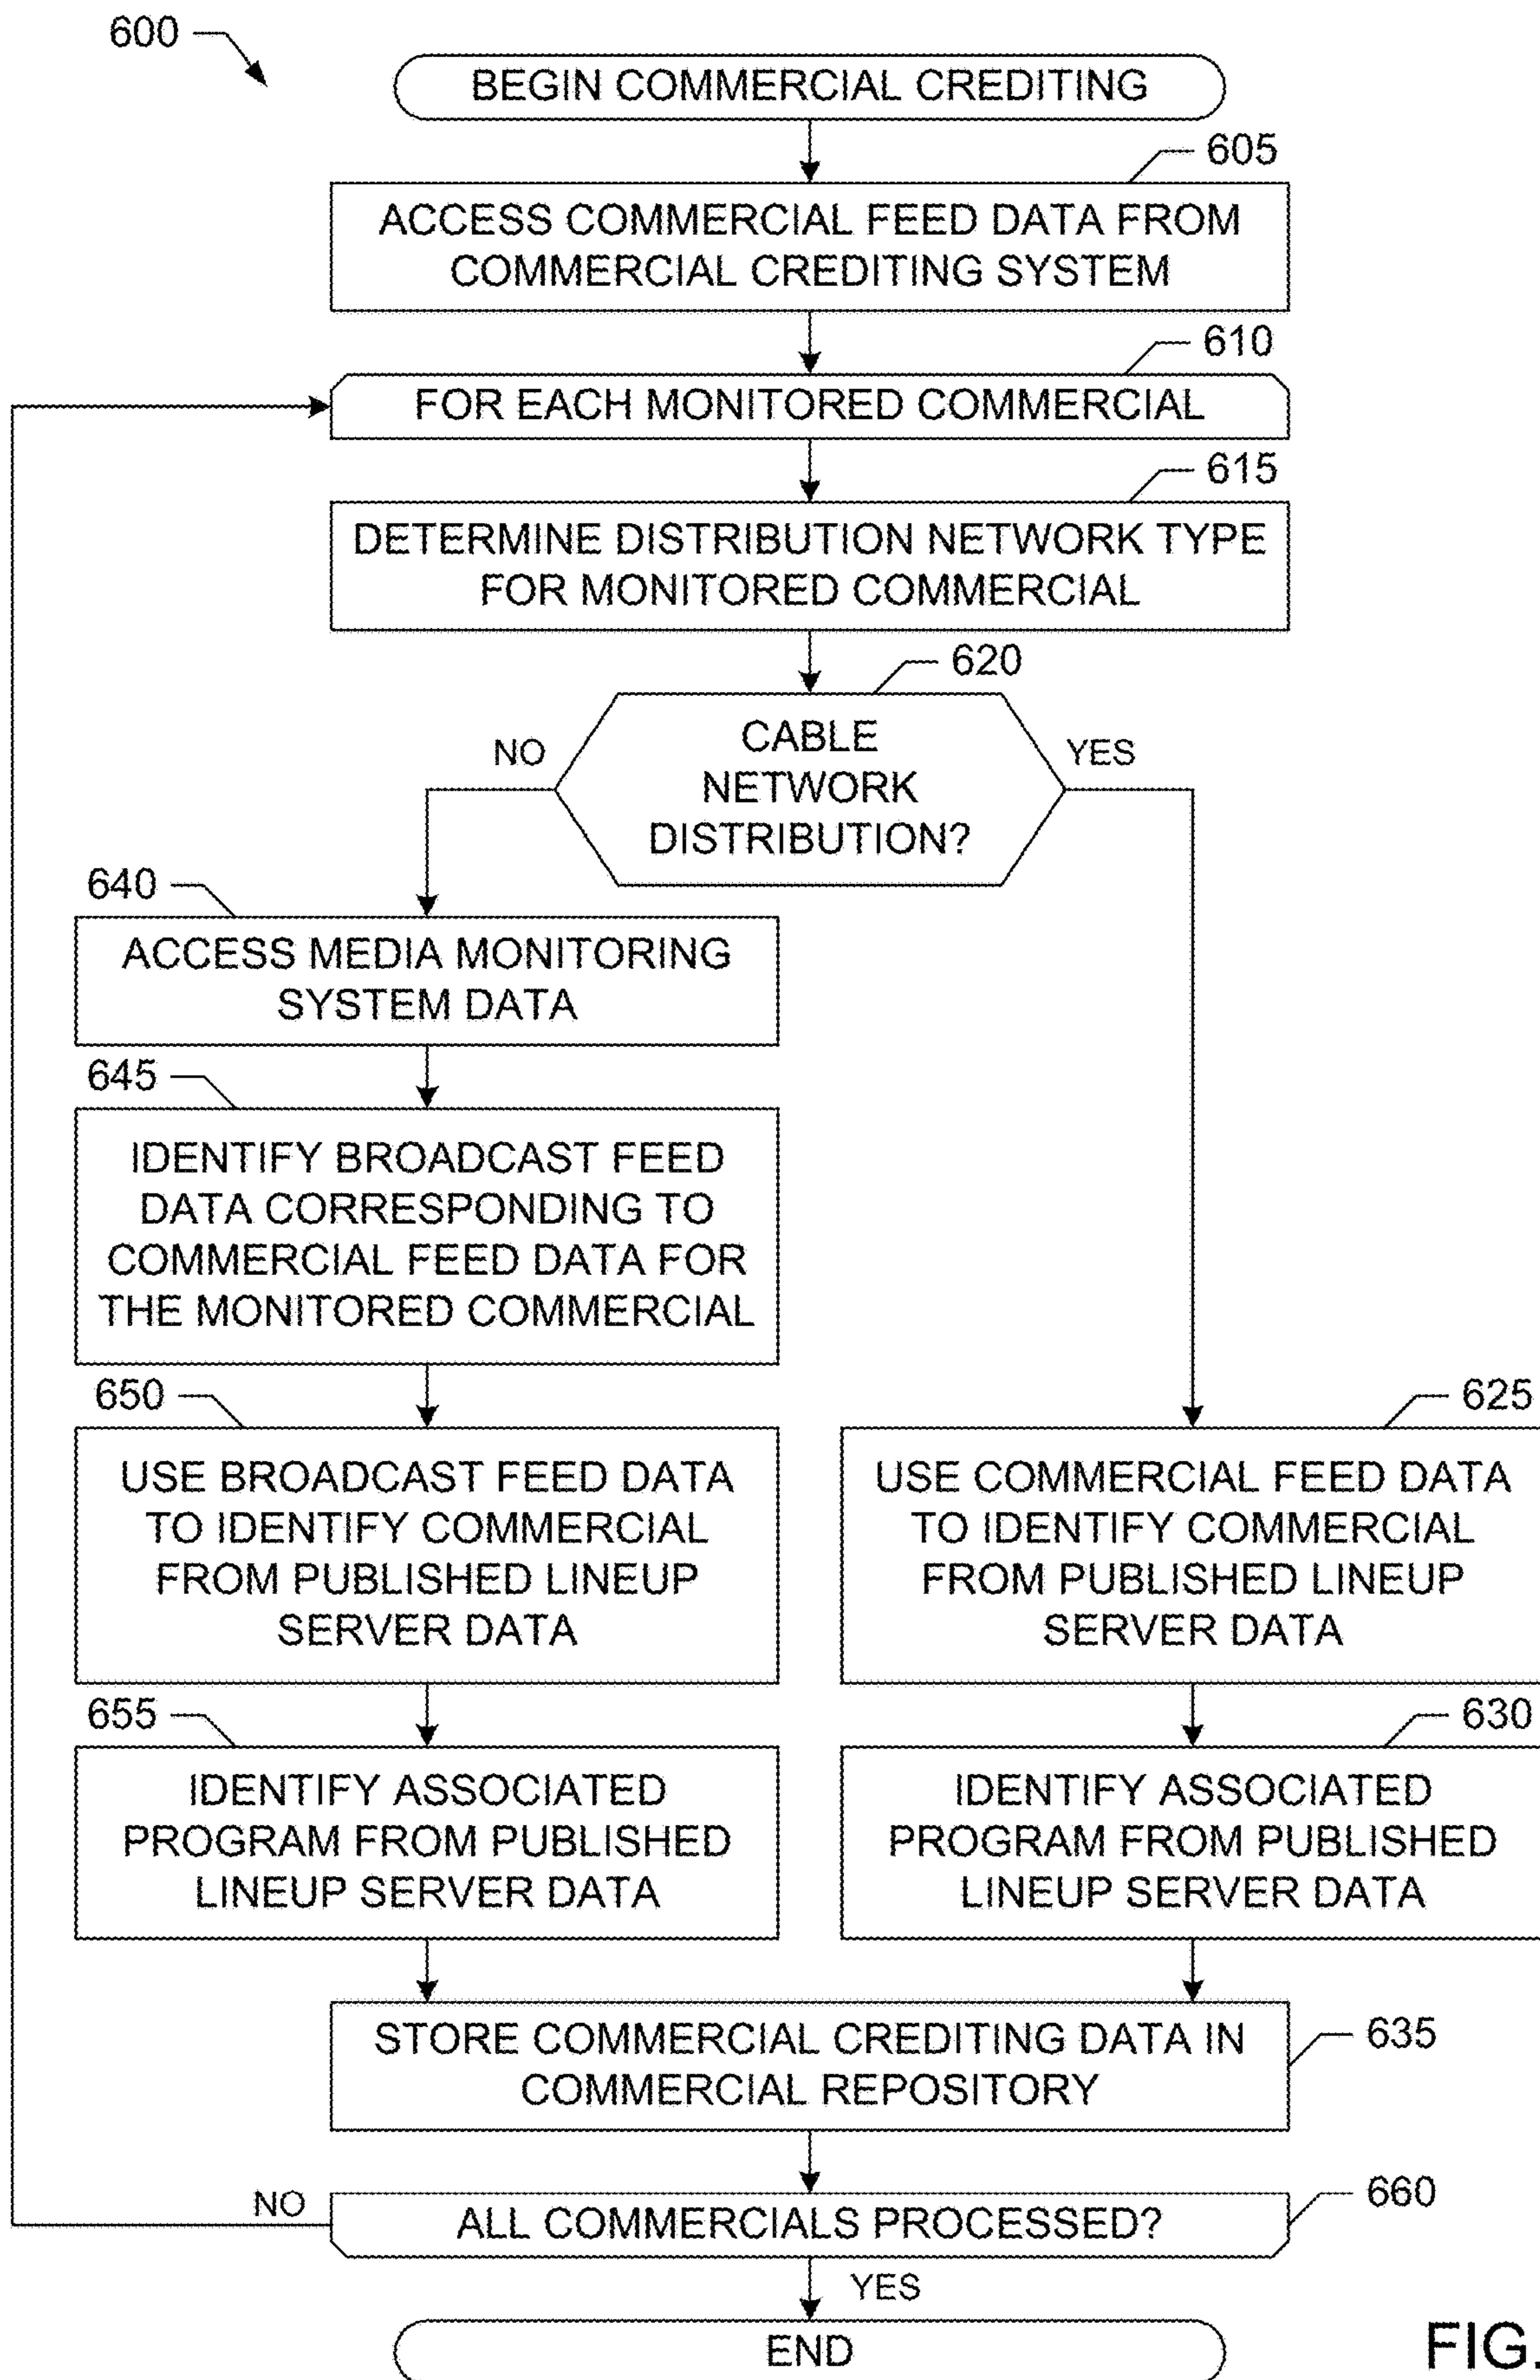 600
BEGIN COMMERCIAL CREDITING
605
ACCESS COMMERCIAL FEED DATA FROM
COMMERCIAL CREDITING SYSTEM
610
FOR EACH MONITORED COMMERCIAL
615
DETERMINE DISTRIBUTION NETWORK TYPE
FOR MONITORED COMMERCIAL
620
CABLE
NETWORK
DISTRIBUTION?
NO
YES
640
ACCESS MEDIA MONITORING
SYSTEM DATA
645
IDENTIFY BROADCAST FEED
DATA CORRESPONDING TO
COMMERCIAL FEED DATA FOR
THE MONITORED COMMERCIAL
650
USE BROADCAST FEED DATA
TO IDENTIFY COMMERCIAL
FROM PUBLISHED LINEUP
SERVER DATA
625
USE COMMERCIAL FEED DATA
TO IDENTIFY COMMERCIAL
FROM PUBLISHED LINEUP
SERVER DATA
655
IDENTIFY ASSOCIATED
PROGRAM FROM PUBLISHED
LINEUP SERVER DATA
630
IDENTIFY ASSOCIATED
PROGRAM FROM PUBLISHED
LINEUP SERVER DATA
STORE COMMERCIAL CREDITING DATA IN
COMMERCIAL REPOSITORY
635
NO
ALL COMMERCIALS PROCESSED?
660
YES
END
FIG.